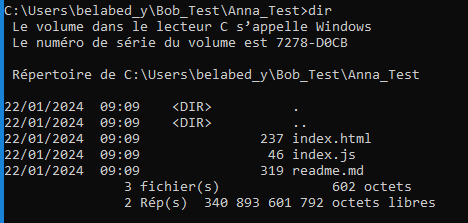 C:\Users\belabed_y\Bob_Test\Anna_Test>dir
Le volume dans le lecteur C s’appelle Windows
Le numéro de série du volume est 7278-D0CB
Répertoire de C:\Users\belabed_y\Bob_Test\Anna_Test
22/01/2024  09:09    <DIR>          .
22/01/2024  09:09    <DIR>          ..
22/01/2024  09:09               237 index.html
22/01/2024  09:09                46 index.js
22/01/2024  09:09               319 readme.md
3 fichier(s)              602 octets
2 Rép(s)  340 893 601 792 octets libres